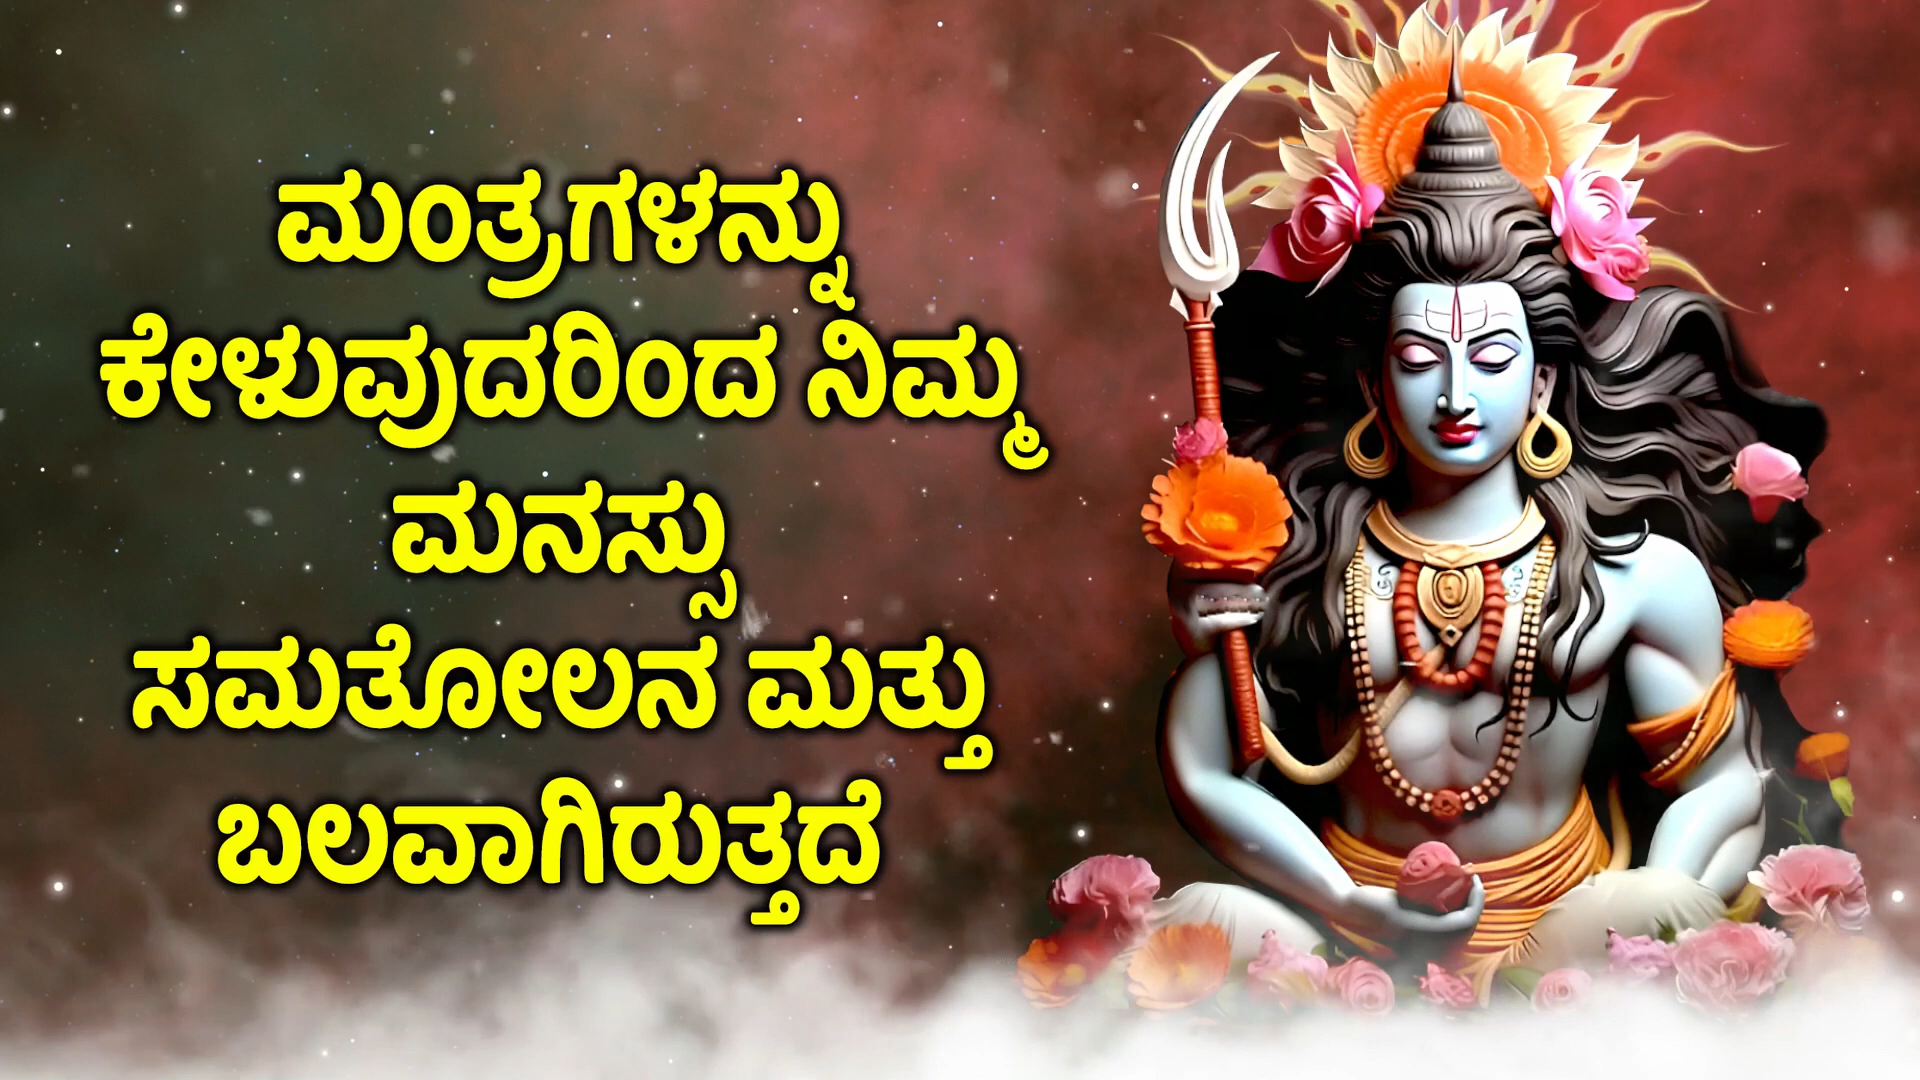 ಮಂತ್ರಗಳನ್ನು
ಕೇಳುವುದರಿಂದ ನಿಮ್ಮ
ಮನಸ್ಸು
ಸಮತೋಲನ ಮತ್ತು
ಬಲವಾಗಿರುತ್ತದೆ